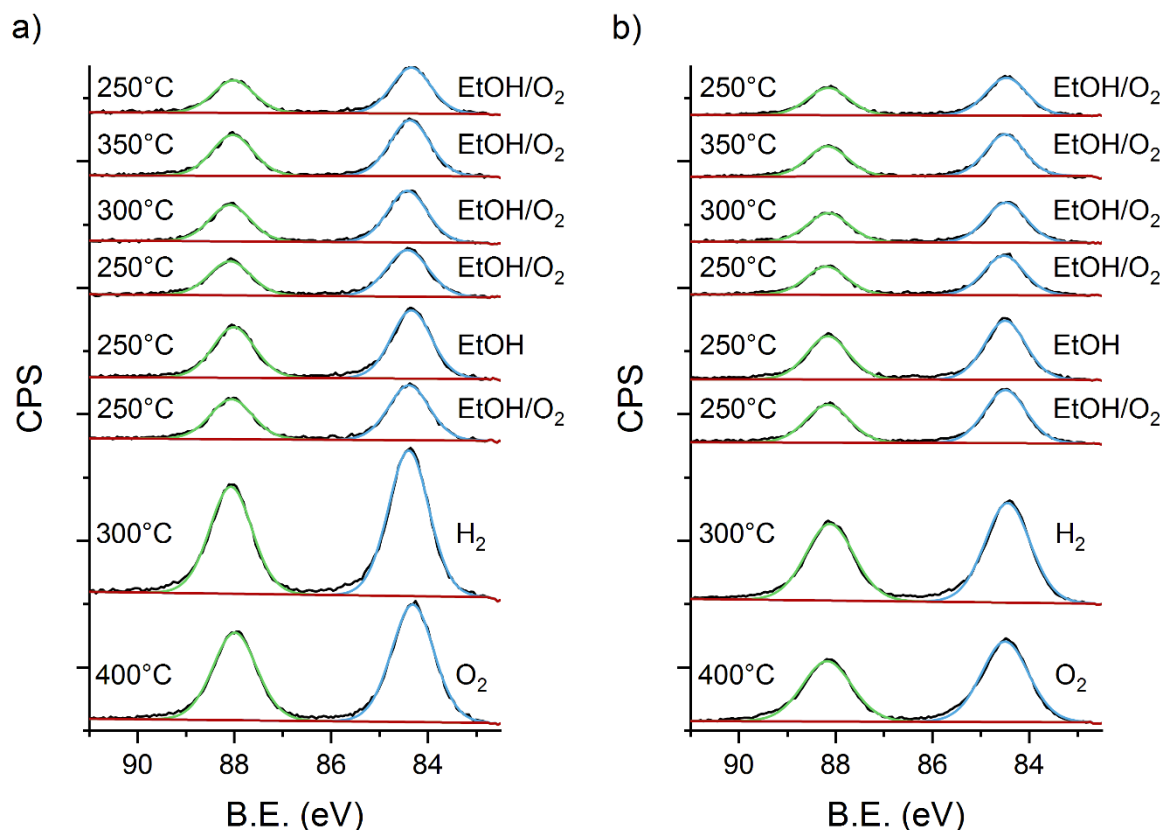 a)
250°C EtOH/O2
350°C EtOH/O2
300°C EtOH/O2
250°C EtOH/O2
250°C EtOH
250°C EtOH/O2
300°C H2
400°C O2
CPS
90 88 86 84
B.E. (eV)
b)
250°C EtOH/O2
350°C EtOH/O2
300°C EtOH/O2
250°C EtOH/O2
250°C EtOH
250°C EtOH/O2
300°C H2
400°C O2
CPS
90 88 86 84
B.E. (eV)